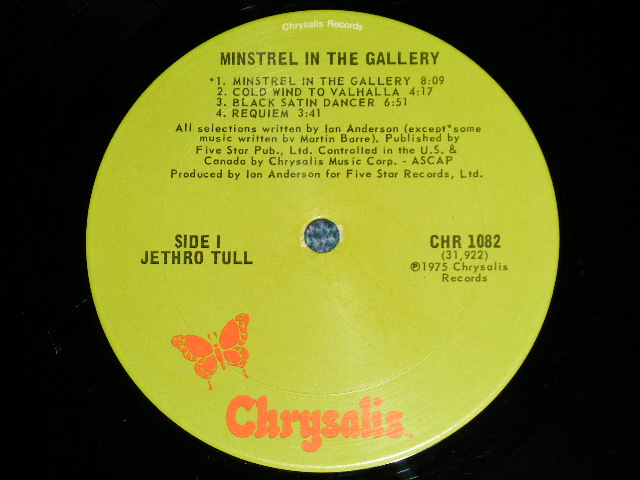 Chrysalis Records
MINSTREL IN THE GALLERY
*1. MINSTREL IN THE GALLERY 8:09
2. COLD WIND TO VALHALLA 4:17
3. BLACK SATIN DANCER 6:51
4. REQUIEM 3:41
All selections written by Ian Anderson (except*some
music written by Martin Barre). Published by
Five Star Pub., Ltd. Controlled in the U.S. &
Canada by Chrysalis Music Corp. - ASCAP
Produced by Ian Anderson for Five Star Records, Ltd.
SIDE I
JETHRO TULL
CHR 1082
(31,922)
℗1975 Chrysalis
Records
Chrysalis